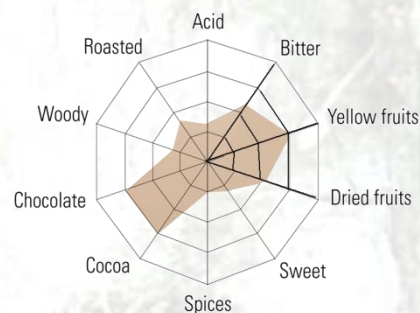 Acid
Roasted
Bitter
Woody
Yellow fruits
Chocolate
Dried fruits
Cocoa
Sweet
Spices